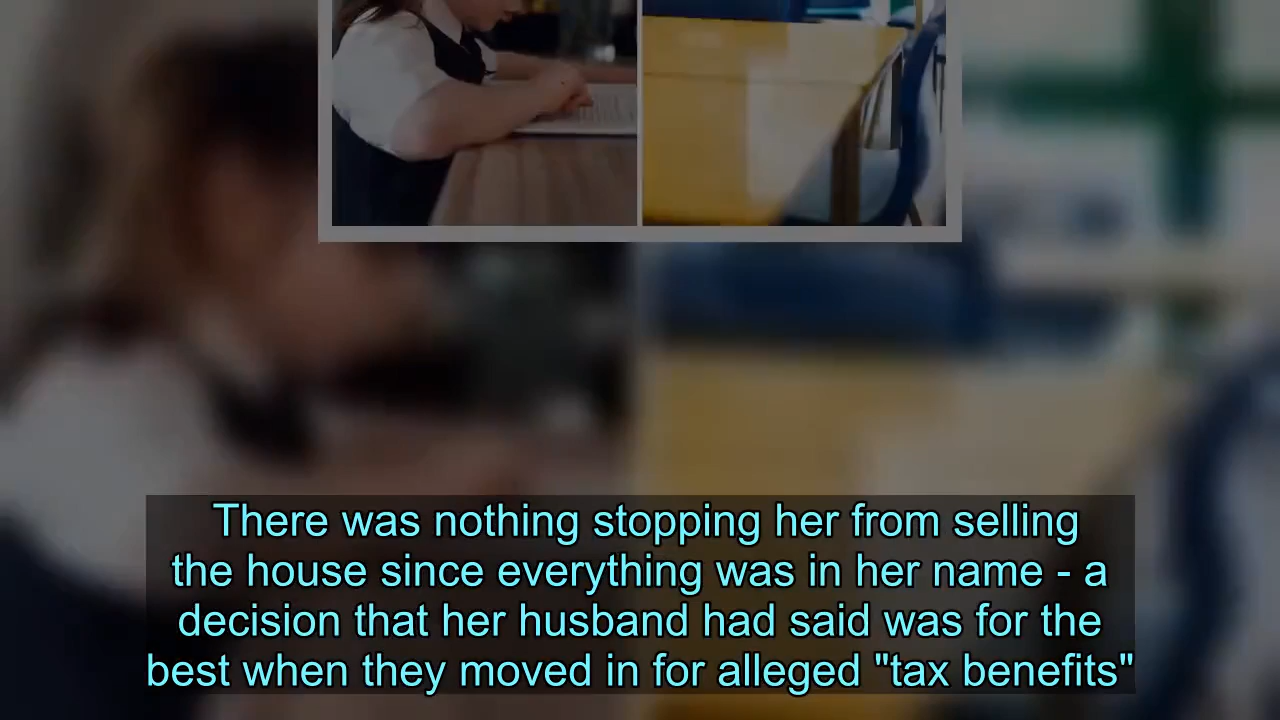 There was nothing stopping her from selling
the house since everything was in her name - a
decision that her husband had said was for the
best when they moved in for alleged "tax benefits"